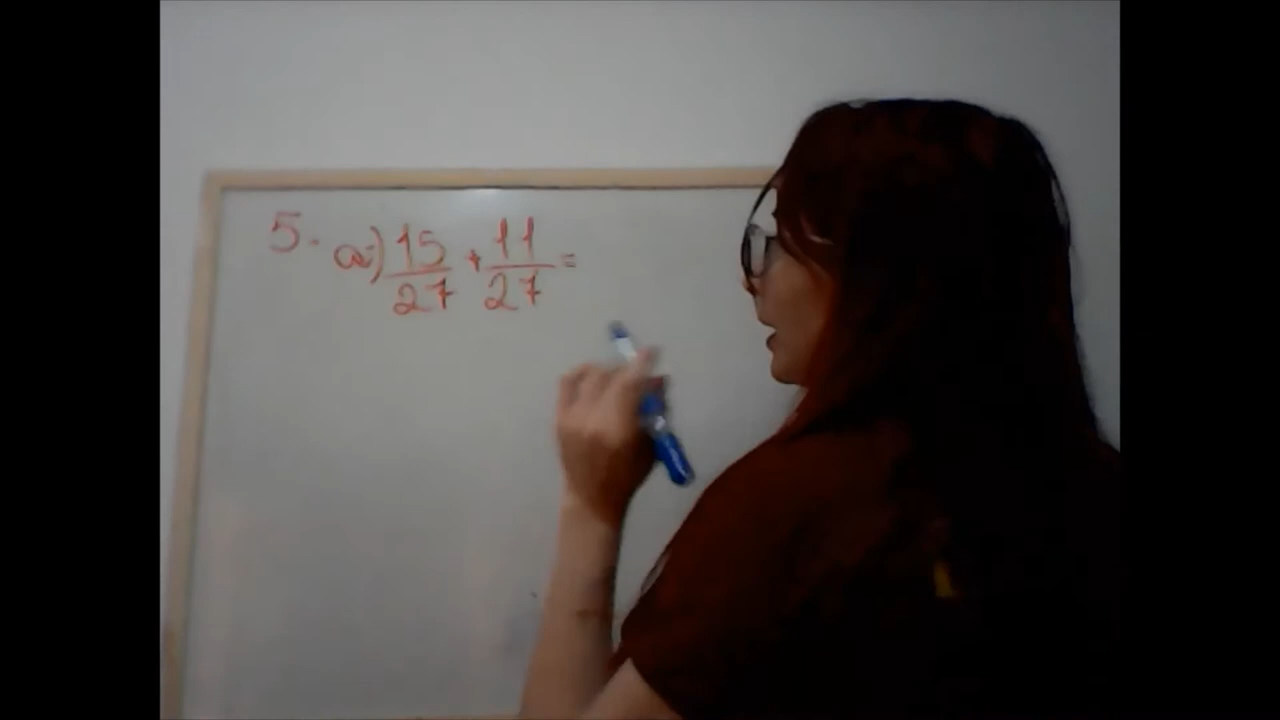 5. a) 15/27 + 11/27 =